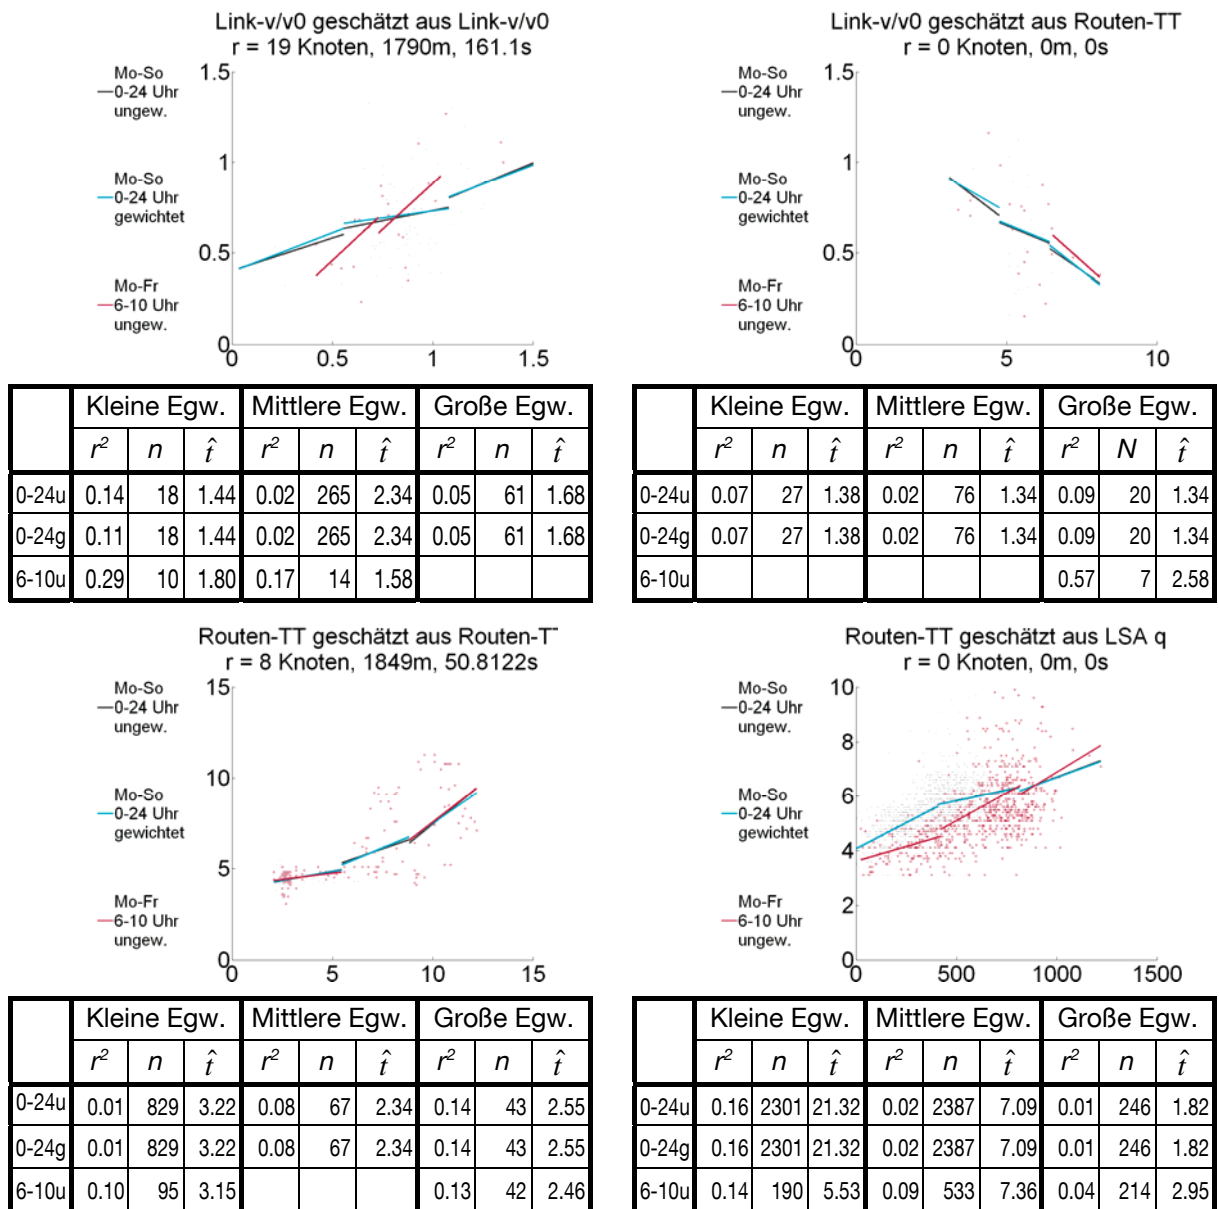 Link-v/v0 geschätzt aus Link-v/v0
r = 19 Knoten, 1790m, 161.1s
Mo-So
0-24 Uhr
ungew.
Mo-So
0-24 Uhr
gewichtet
Mo-Fr
6-10 Uhr
ungew.
1.5
1
0.5
0
0 0.5 1 1.5
Kleine Egw. Mittlere Egw. Große Egw.
r² n t̂ r² n t̂ r² n t̂
0-24u 0.14 18 1.44 0.02 265 2.34 0.05 61 1.68
0-24g 0.11 18 1.44 0.02 265 2.34 0.05 61 1.68
6-10u 0.29 10 1.80 0.17 14 1.58
Link-v/v0 geschätzt aus Routen-TT
r = 0 Knoten, 0m, 0s
Mo-So
0-24 Uhr
ungew.
Mo-So
0-24 Uhr
gewichtet
Mo-Fr
6-10 Uhr
ungew.
1.5
1
0.5
0
0 5 10
Kleine Egw. Mittlere Egw. Große Egw.
r² n t̂ r² n t̂ r² N t̂
0-24u 0.07 27 1.38 0.02 76 1.34 0.09 20 1.34
0-24g 0.07 27 1.38 0.02 76 1.34 0.09 20 1.34
6-10u 0.57 7 2.58
Routen-TT geschätzt aus Routen-T
r = 8 Knoten, 1849m, 50.8122s
Mo-So
0-24 Uhr
ungew.
Mo-So
0-24 Uhr
gewichtet
Mo-Fr
6-10 Uhr
ungew.
15
10
5
0
0 5 10 15
Kleine Egw. Mittlere Egw. Große Egw.
r² n t̂ r² n t̂ r² n t̂
0-24u 0.01 829 3.22 0.08 67 2.34 0.14 43 2.55
0-24g 0.01 829 3.22 0.08 67 2.34 0.14 43 2.55
6-10u 0.10 95 3.15 0.13 42 2.46
Routen-TT geschätzt aus LSA q
r = 0 Knoten, 0m, 0s
Mo-So
0-24 Uhr
ungew.
Mo-So
0-24 Uhr
gewichtet
Mo-Fr
6-10 Uhr
ungew.
10
8
6
4
2
0
0 500 1000 1500
Kleine Egw. Mittlere Egw. Große Egw.
r² n t̂ r² n t̂ r² n t̂
0-24u 0.16 2301 21.32 0.02 2387 7.09 0.01 246 1.82
0-24g 0.16 2301 21.32 0.02 2387 7.09 0.01 246 1.82
6-10u 0.14 190 5.53 0.09 533 7.36 0.04 214 2.95